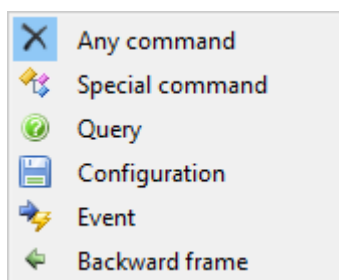 Any command
Special command
Query
Configuration
Event
Backward frame